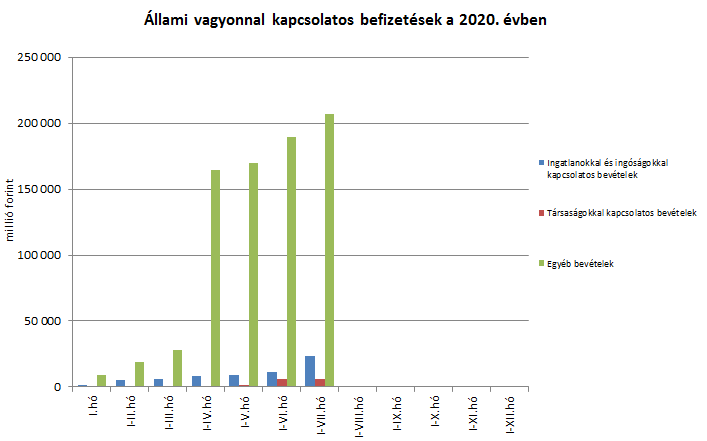 Állami vagyonnal kapcsolatos befizetések a 2020. évben
250 000
200 000
150 000
100 000
50 000
0
millió forint
I.hó
I-II.hó
I-III.hó
I-IV.hó
I-V.hó
I-VI.hó
I-VII.hó
I-VIII.hó
I-IX.hó
I-X.hó
I-XI.hó
I-XII.hó
Ingatlanokkal és ingóságokkal
kapcsolatos bevételek
Társaságokkal kapcsolatos bevételek
Egyéb bevételek